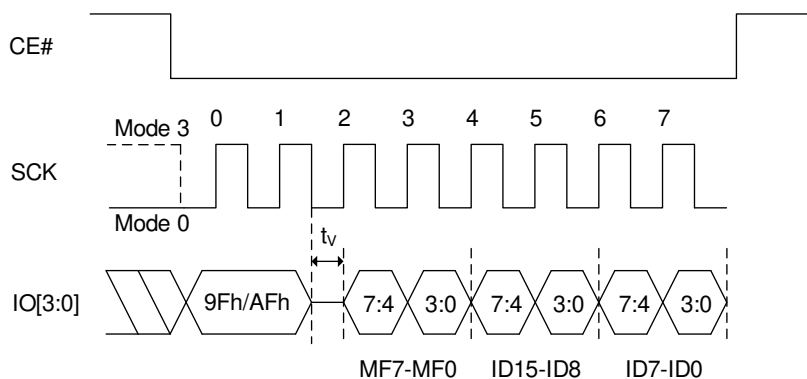 CE#
Mode 3 0 1 2 3 4 5 6 7
SCK
Mode 0
tV
IO[3:0] 9Fh/AFh 7:4 3:0 7:4 3:0 7:4 3:0
MF7-MF0 ID15-ID8 ID7-ID0